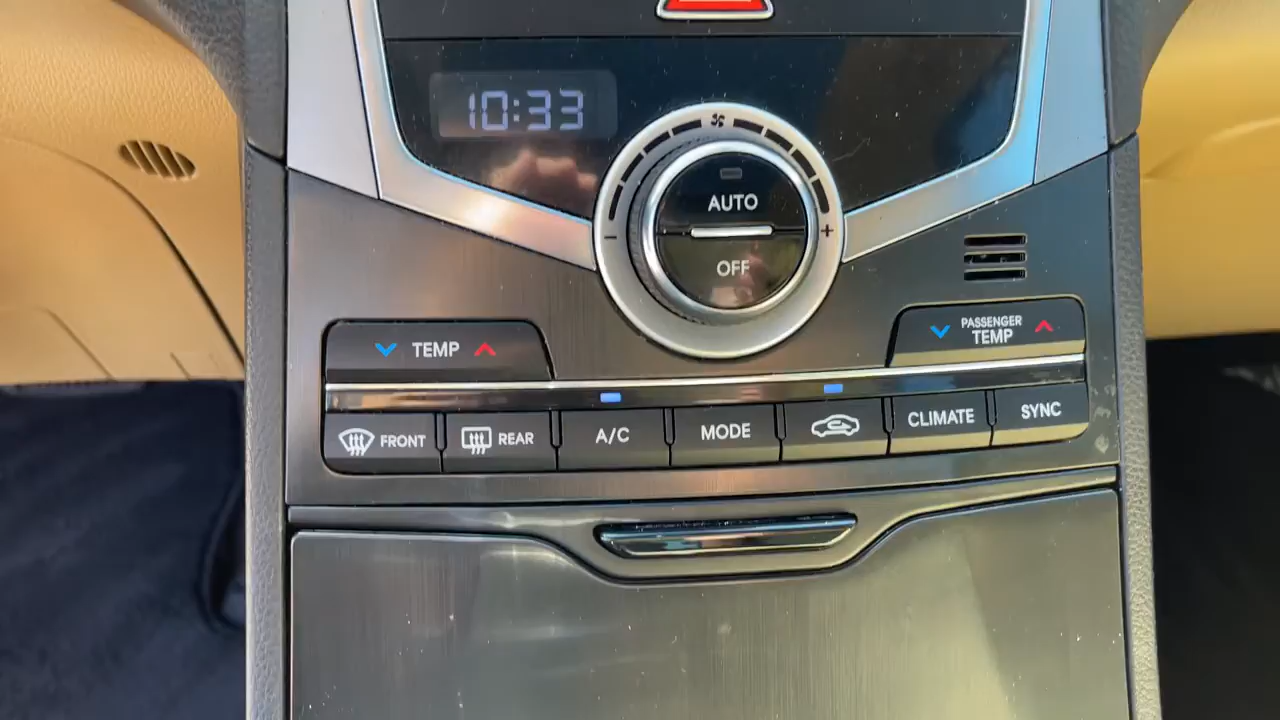 10:33
AUTO
- +
OFF
TEMP
PASSENGER
TEMP
FRONT
REAR
A/C
MODE
CLIMATE
SYNC